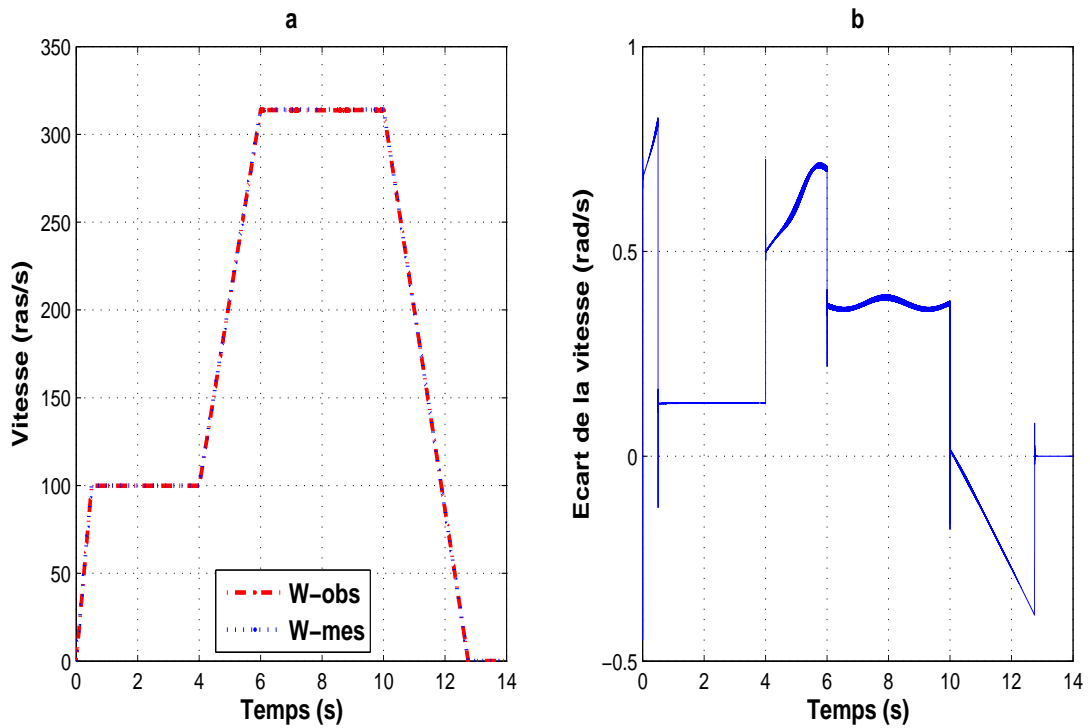 a
350
300
250
200
150
100
50
0
0 2 4 6 8 10 12 14
Vitesse (ras/s)
Temps (s)
W−obs
W−mes
b
1
0.5
0
−0.5
0 2 4 6 8 10 12 14
Ecart de la vitesse (rad/s)
Temps (s)